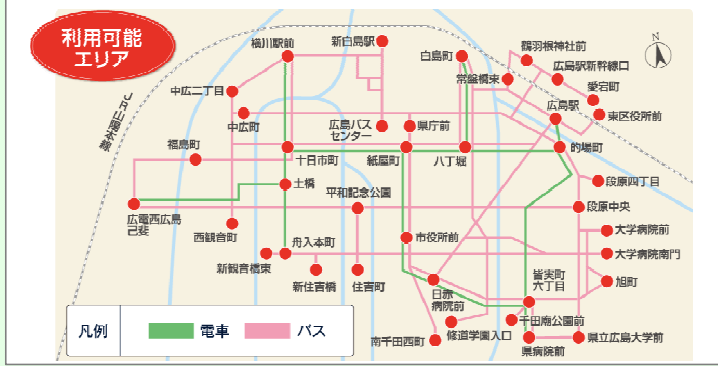 利用可能
エリア
JR山陽本線
横川駅前
新白島駅
白島町
鶴羽根神社前
広島駅新幹線口
常盤橋東
愛宕町
中広二丁目
広島駅
東区役所前
中広町
広島バス
センター
県庁前
福島町
十日市町
紙屋町
八丁堀
的場町
土橋
段原四丁目
平和記念公園
広電西広島
己斐
段原中央
西観音町
市役所前
大学病院前
舟入本町
大学病院南門
新観音橋東
新住吉橋
住吉町
日赤
病院前
皆実町
六丁目
旭町
南千田西町
修道学園入口
千田廟公園前
県病院前
県立広島大学前
凡例
電車
バス
N